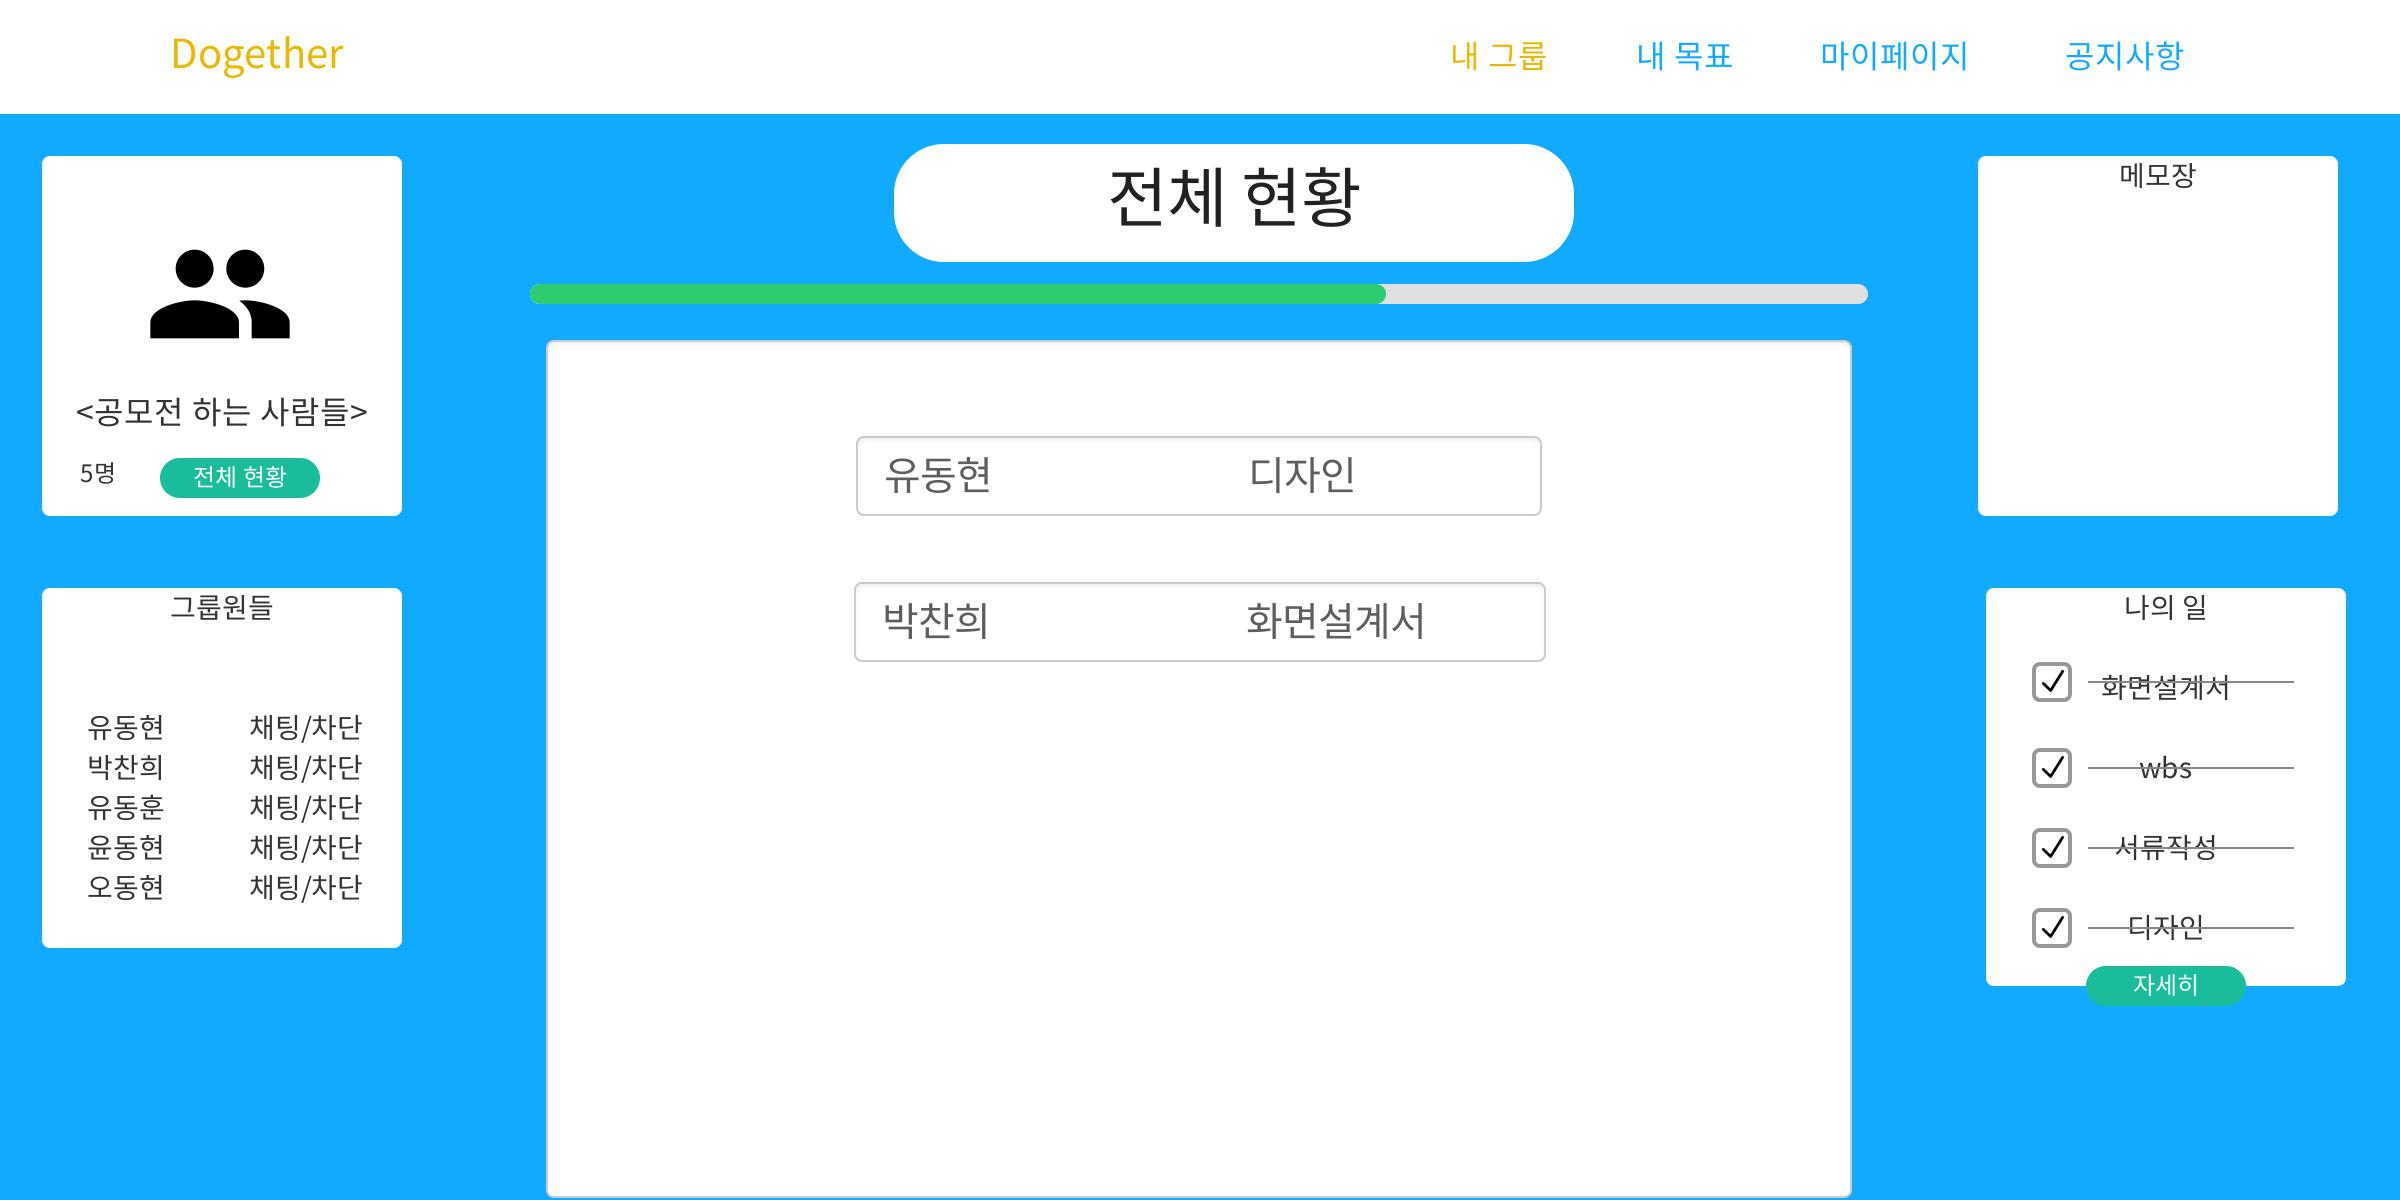 Dogether
내 그룹
내 목표
마이페이지
공지사항
전체 현황
<공모전 하는 사람들>
5명
전체 현황
메모장
유동현 디자인
박찬희 화면설계서
그룹원들
유동현 채팅/차단
박찬희 채팅/차단
유동훈 채팅/차단
윤동현 채팅/차단
오동현 채팅/차단
나의 일
화면설계서
wbs
서류작성
디자인
자세히